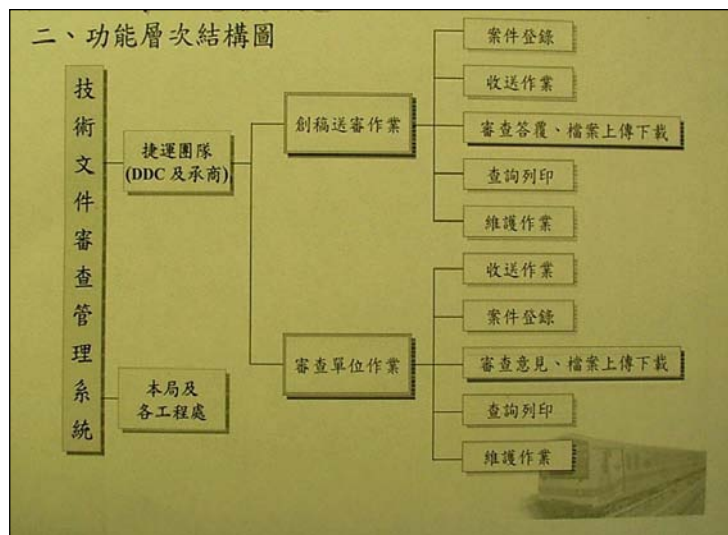 二、功能層次結構圖
技術文件審查管理系統
捷運團隊
(DDC 及承商)
本局及
各工程處
創稿送審作業
案件登錄
收送作業
審查答覆、檔案上傳下載
查詢列印
維護作業
審查單位作業
收送作業
案件登錄
審查意見、檔案上傳下載
查詢列印
維護作業